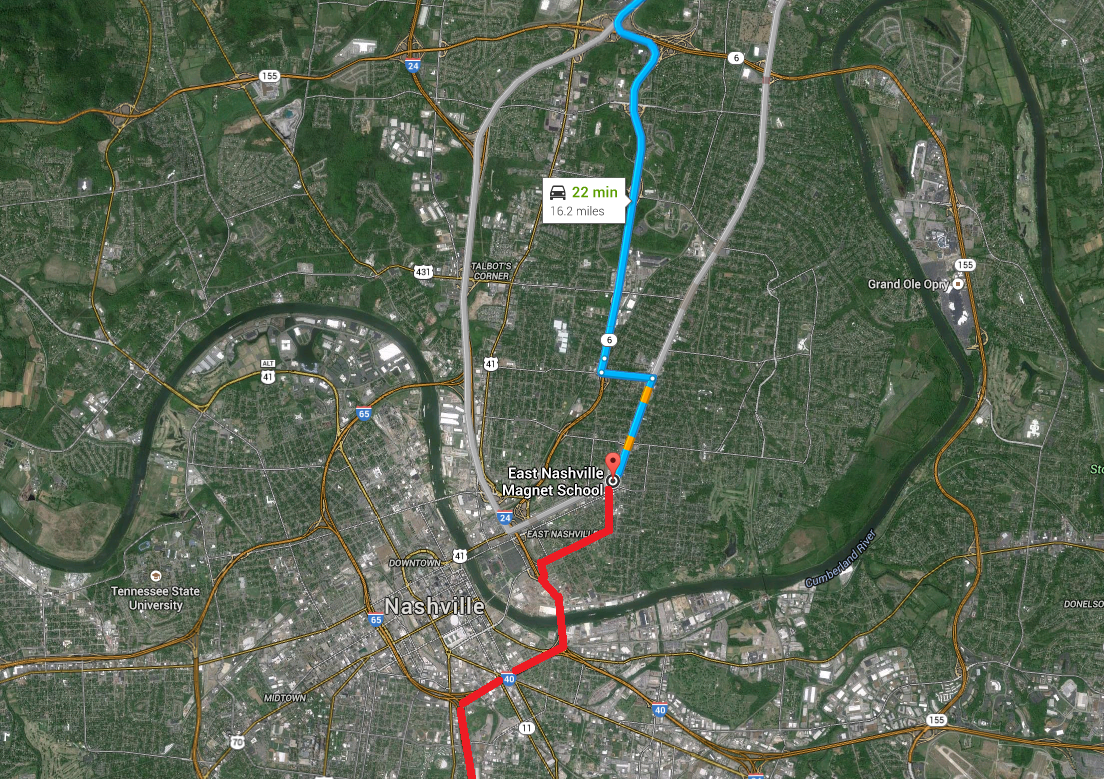 24
155
6
22 min
16.2 miles
155
431
TALBOT'S
CORNER
Grand Ole Opry
6
41
ALT
41
65
East Nashville
Magnet School
24
EAST NASHVILLE
41
DOWNTOWN
Cumberland River
Tennessee State
University
Nashville
65
DONELSO
40
MIDTOWN
40
11
155
70